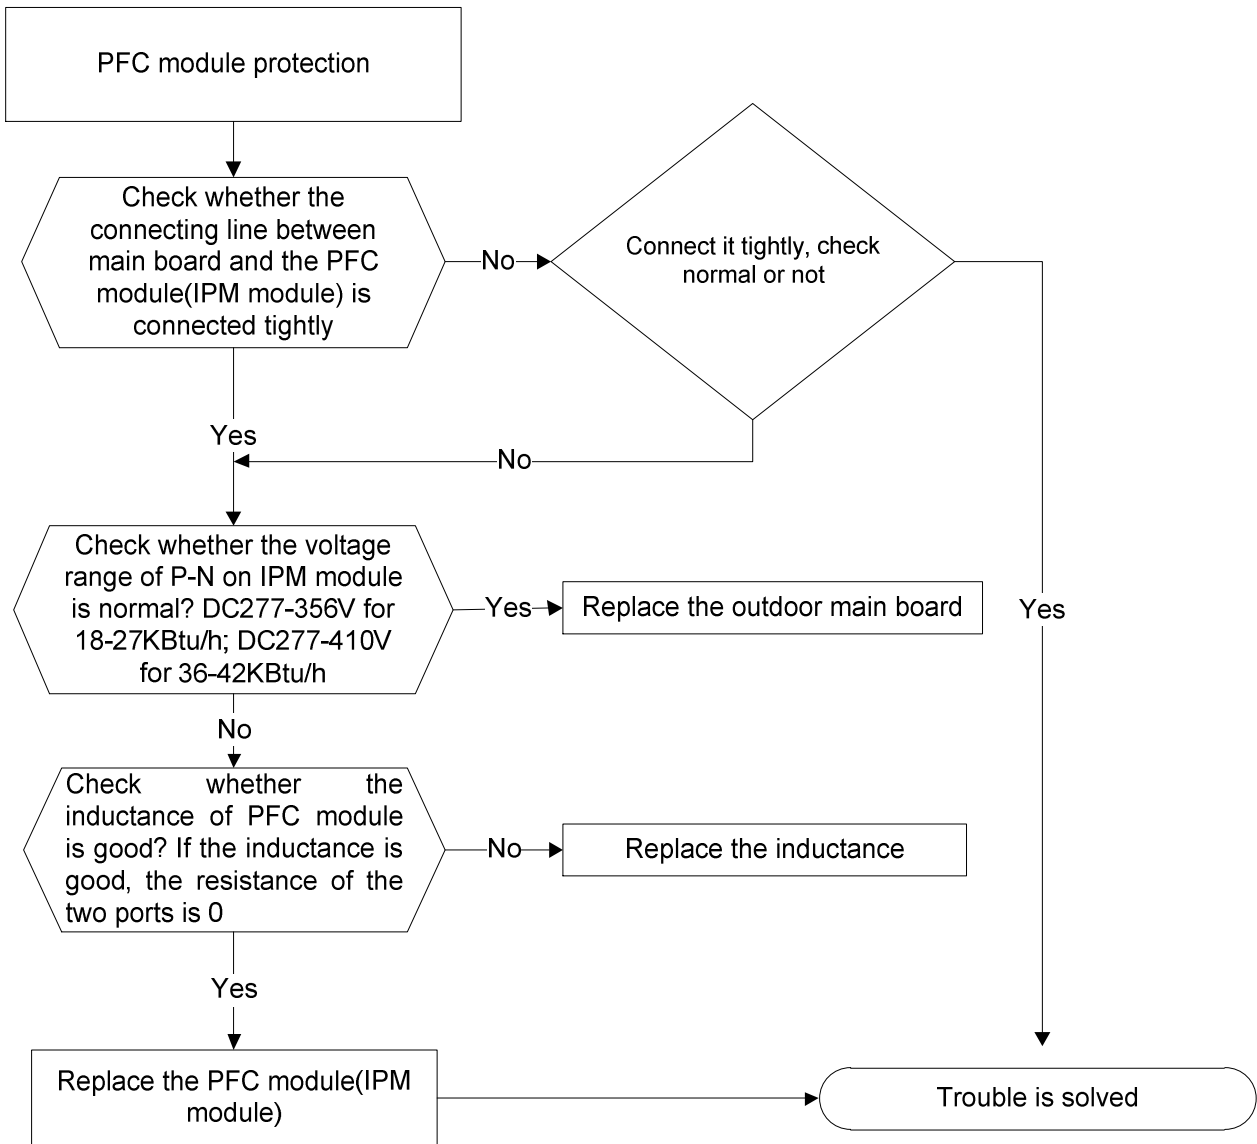 PFC module protection
Check whether the
connecting line between
main board and the PFC
module(IPM module) is
connected tightly
No
Connect it tightly, check
normal or not
Yes
No
Check whether the voltage
range of P-N on IPM module
is normal? DC277-356V for
18-27KBtu/h; DC277-410V
for 36-42KBtu/h
Yes
Replace the outdoor main board
Yes
No
Check whether the
inductance of PFC module
is good? If the inductance is
good, the resistance of the
two ports is 0
No
Replace the inductance
Yes
Replace the PFC module(IPM
module)
Trouble is solved